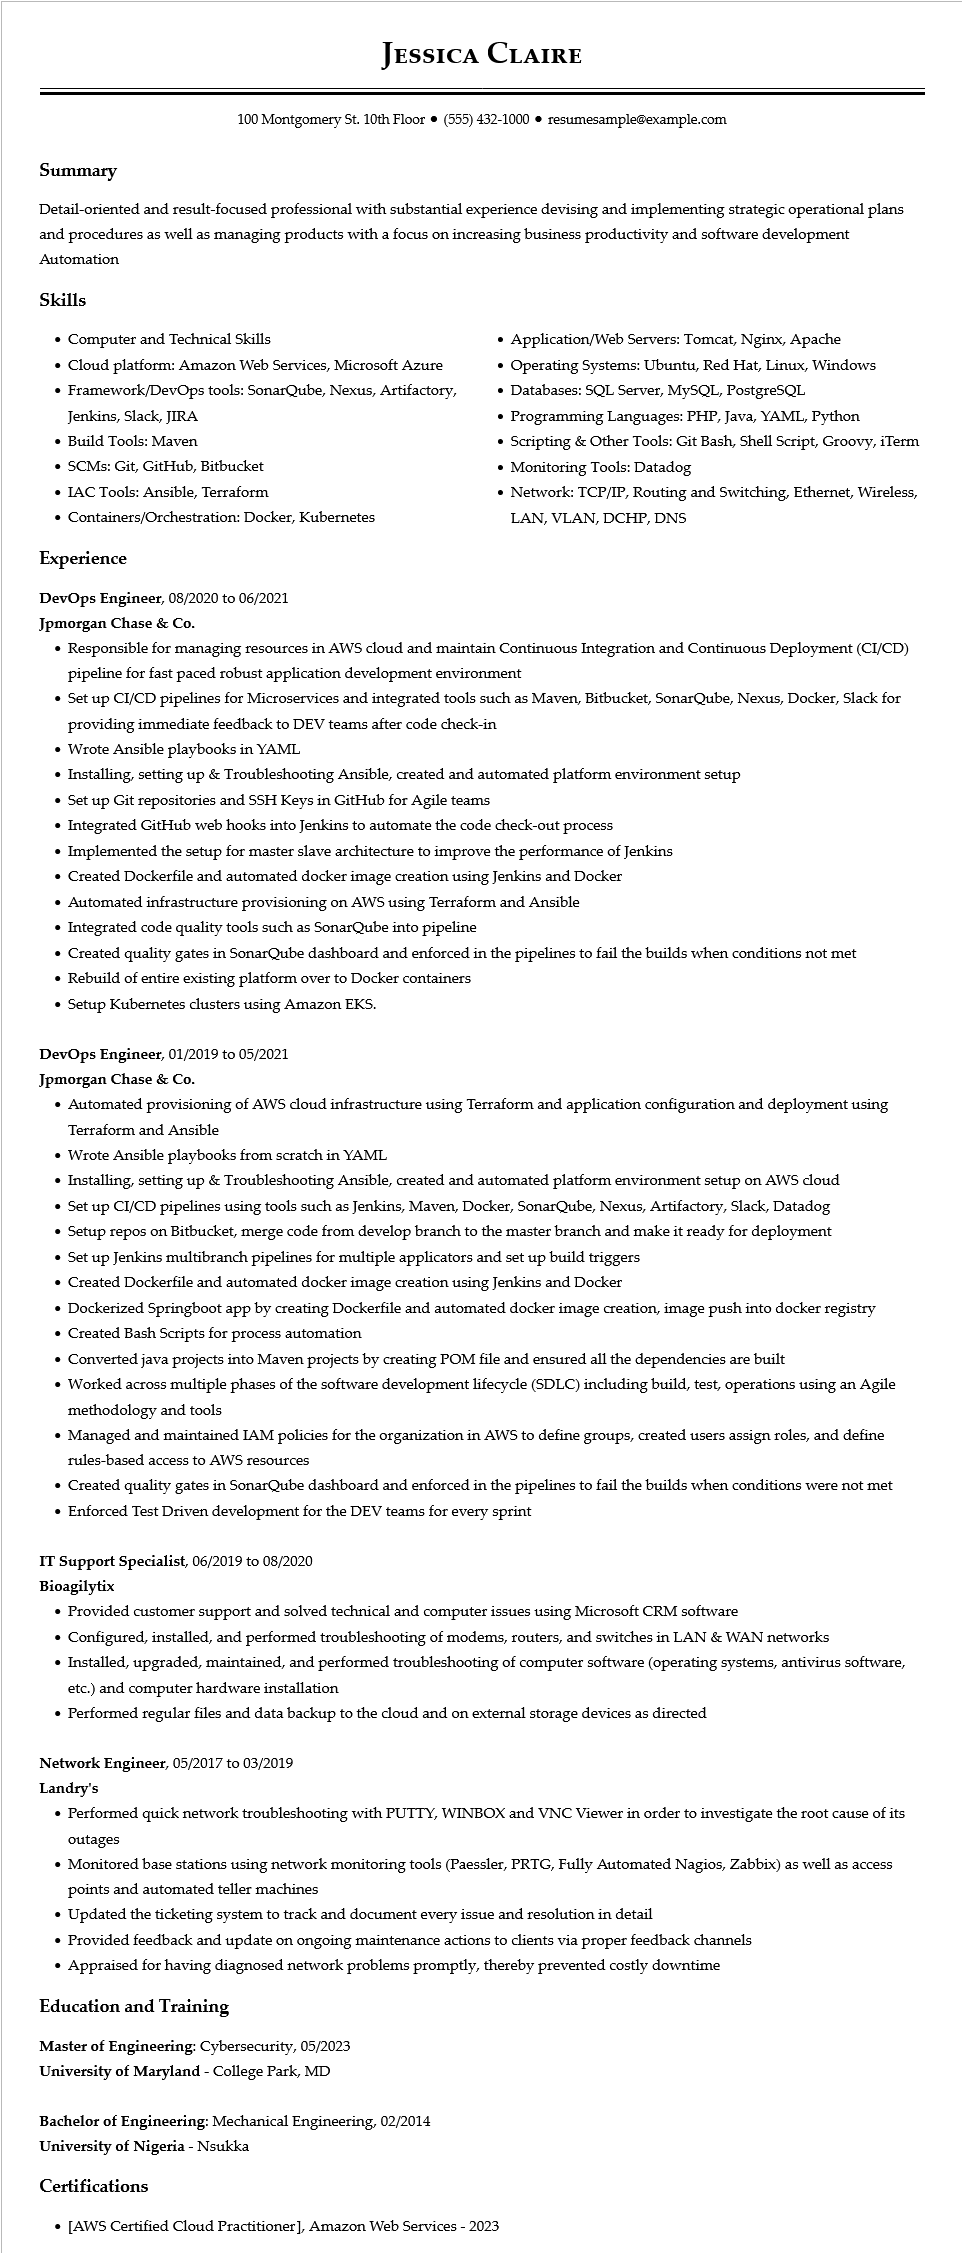 Jessica Claire
100 Montgomery St. 10th Floor ● (555) 432-1000 ● resumesample@example.com
Summary
Detail-oriented and result-focused professional with substantial experience devising and implementing strategic operational plans
and procedures as well as managing products with a focus on increasing business productivity and software development
Automation
Skills
• Computer and Technical Skills
• Cloud platform: Amazon Web Services, Microsoft Azure
• Framework/DevOps tools: SonarQube, Nexus, Artifactory,
Jenkins, Slack, JIRA
• Build Tools: Maven
• SCMs: Git, GitHub, Bitbucket
• IAC Tools: Ansible, Terraform
• Containers/Orchestration: Docker, Kubernetes
• Application/Web Servers: Tomcat, Nginx, Apache
• Operating Systems: Ubuntu, Red Hat, Linux, Windows
• Databases: SQL Server, MySQL, PostgreSQL
• Programming Languages: PHP, Java, YAML, Python
• Scripting & Other Tools: Git Bash, Shell Script, Groovy, iTerm
• Monitoring Tools: Datadog
• Network: TCP/IP, Routing and Switching, Ethernet, Wireless,
LAN, VLAN, DCHP, DNS
Experience
DevOps Engineer, 08/2020 to 06/2021
Jpmorgan Chase & Co.
• Responsible for managing resources in AWS cloud and maintain Continuous Integration and Continuous Deployment (CI/CD)
pipeline for fast paced robust application development environment
• Set up CI/CD pipelines for Microservices and integrated tools such as Maven, Bitbucket, SonarQube, Nexus, Docker, Slack for
providing immediate feedback to DEV teams after code check-in
• Wrote Ansible playbooks in YAML
• Installing, setting up & Troubleshooting Ansible, created and automated platform environment setup
• Set up Git repositories and SSH Keys in GitHub for Agile teams
• Integrated GitHub web hooks into Jenkins to automate the code check-out process
• Implemented the setup for master slave architecture to improve the performance of Jenkins
• Created Dockerfile and automated docker image creation using Jenkins and Docker
• Automated infrastructure provisioning on AWS using Terraform and Ansible
• Integrated code quality tools such as SonarQube into pipeline
• Created quality gates in SonarQube dashboard and enforced in the pipelines to fail the builds when conditions not met
• Rebuild of entire existing platform over to Docker containers
• Setup Kubernetes clusters using Amazon EKS.
DevOps Engineer, 01/2019 to 05/2021
Jpmorgan Chase & Co.
• Automated provisioning of AWS cloud infrastructure using Terraform and application configuration and deployment using
Terraform and Ansible
• Wrote Ansible playbooks from scratch in YAML
• Installing, setting up & Troubleshooting Ansible, created and automated platform environment setup on AWS cloud
• Set up CI/CD pipelines using tools such as Jenkins, Maven, Docker, SonarQube, Nexus, Artifactory, Slack, Datadog
• Setup repos on Bitbucket, merge code from develop branch to the master branch and make it ready for deployment
• Set up Jenkins multibranch pipelines for multiple applicators and set up build triggers
• Created Dockerfile and automated docker image creation using Jenkins and Docker
• Dockerized Springboot app by creating Dockerfile and automated docker image creation, image push into docker registry
• Created Bash Scripts for process automation
• Converted java projects into Maven projects by creating POM file and ensured all the dependencies are built
• Worked across multiple phases of the software development lifecycle (SDLC) including build, test, operations using an Agile
methodology and tools
• Managed and maintained IAM policies for the organization in AWS to define groups, created users assign roles, and define
rules-based access to AWS resources
• Created quality gates in SonarQube dashboard and enforced in the pipelines to fail the builds when conditions were not met
• Enforced Test Driven development for the DEV teams for every sprint
IT Support Specialist, 06/2019 to 08/2020
Bioagilytix
• Provided customer support and solved technical and computer issues using Microsoft CRM software
• Configured, installed, and performed troubleshooting of modems, routers, and switches in LAN & WAN networks
• Installed, upgraded, maintained, and performed troubleshooting of computer software (operating systems, antivirus software,
etc.) and computer hardware installation
• Performed regular files and data backup to the cloud and on external storage devices as directed
Network Engineer, 05/2017 to 03/2019
Landry's
• Performed quick network troubleshooting with PUTTY, WINBOX and VNC Viewer in order to investigate the root cause of its
outages
• Monitored base stations using network monitoring tools (Paessler, PRTG, Fully Automated Nagios, Zabbix) as well as access
points and automated teller machines
• Updated the ticketing system to track and document every issue and resolution in detail
• Provided feedback and update on ongoing maintenance actions to clients via proper feedback channels
• Appraised for having diagnosed network problems promptly, thereby prevented costly downtime
Education and Training
Master of Engineering: Cybersecurity, 05/2023
University of Maryland - College Park, MD
Bachelor of Engineering: Mechanical Engineering, 02/2014
University of Nigeria - Nsukka
Certifications
• [AWS Certified Cloud Practitioner], Amazon Web Services - 2023